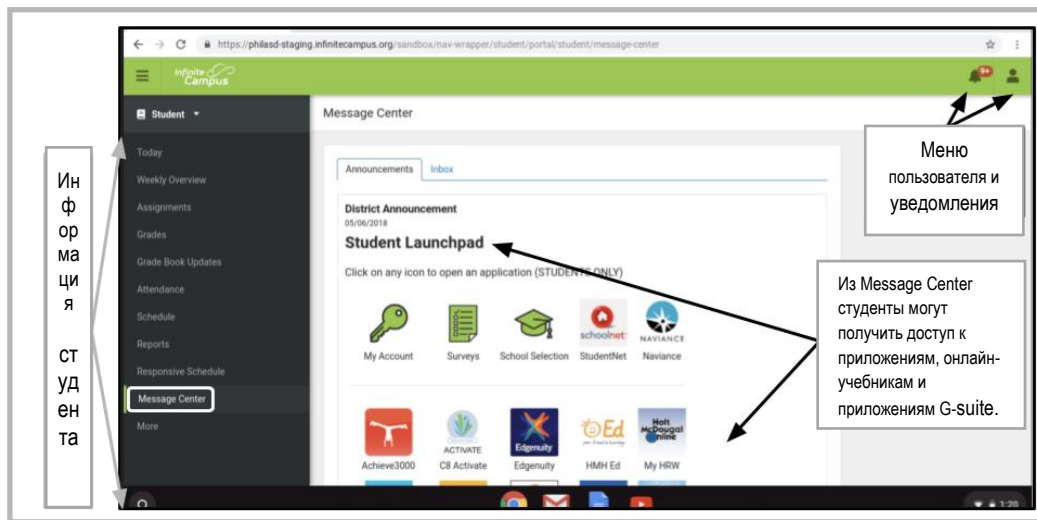 https://philasd-staging.infinitecampus.org/sandbox/nav-wrapper/student/portal/student/message-center
Infinite
Campus
9+
Student
Message Center
Today
Weekly Overview
Assignments
Grades
Grade Book Updates
Attendance
Schedule
Reports
Responsive Schedule
Message Center
More
Announcements
Inbox
District Announcement
05/06/2018
Student Launchpad
Click on any icon to open an application (STUDENTS ONLY)
schoolnet
NAVIANCE
My Account
Surveys
School Selection
StudentNet
Naviance
ACTIVATE
Edgenuity
Ed
Holt
McDougal
Online
Achieve3000
C8 Activate
Edgenuity
HMH Ed
My HRW
1:20
Ин
ф
ор
ма
ци
я
ст
уд
ен
та
Меню
пользователя и
уведомления
Из Message Center
студенты могут
получить доступ к
приложениям, онлайн-
учебникам и
приложениям G-suite.